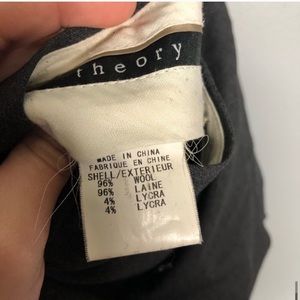 theory
MADE IN CHINA
FABRIQUE EN CHINE
SHELL/EXTERIEUR
96% WOOL
96% LAINE
4% LYCRA
4% LYCRA